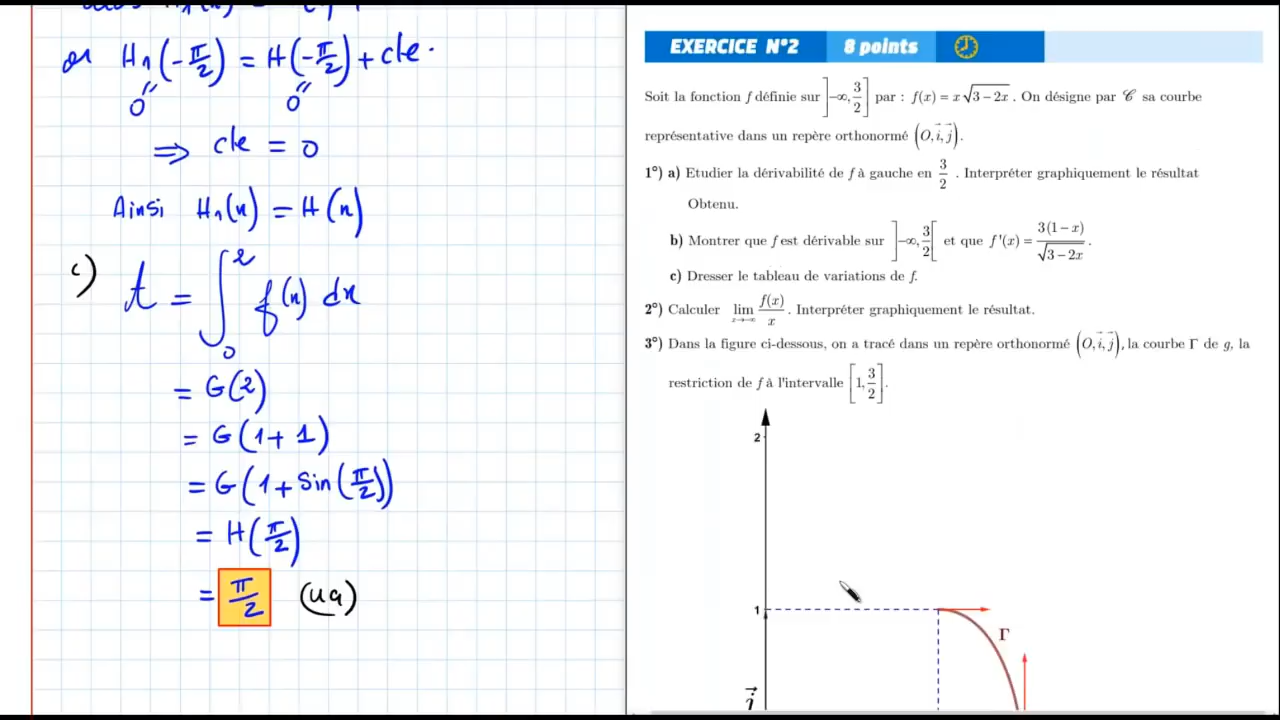 or H₁(-π/2) = H(-π/2) + cte.
0 0
⟹ cte = 0
Ainsi H₁(x) = H(x)
c) A = ∫₀² f(x) dx
= G(2)
= G(1+1)
= G(1+Sin(π/2))
= H(π/2)
= π/2 (ua)
EXERCICE N°2 8 points
Soit la fonction f définie sur ]-∞, 3/2] par : f(x) = x√(3-2x). On désigne par 𝒞 sa courbe
représentative dans un repère orthonormé (O, i, j).
1°) a) Etudier la dérivabilité de f à gauche en 3/2 . Interpréter graphiquement le résultat
Obtenu.
b) Montrer que f est dérivable sur ]-∞, 3/2[ et que f'(x) = 3(1-x)/√(3-2x).
c) Dresser le tableau de variations de f.
2°) Calculer lim x→-∞ f(x)/x. Interpréter graphiquement le résultat.
3°) Dans la figure ci-dessous, on a tracé dans un repère orthonormé (O, i, j), la courbe Γ de g, la
restriction de f à l'intervalle [1, 3/2].
2
1
Γ
j